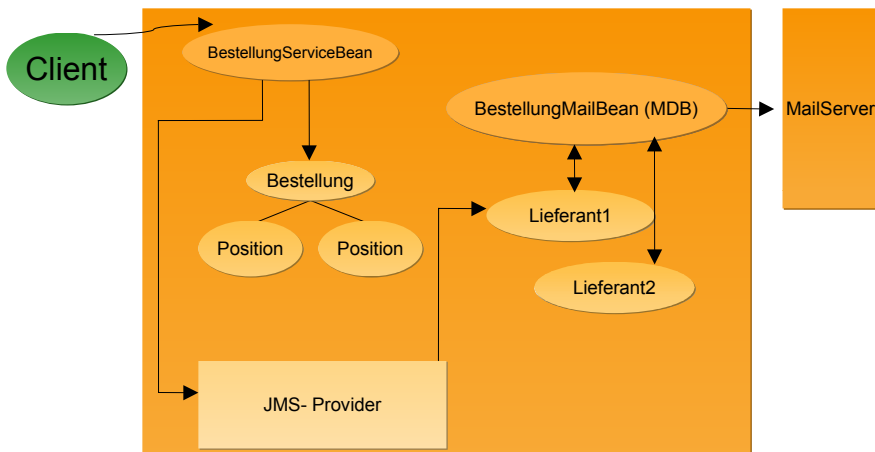 Client
BestellungServiceBean
BestellungMailBean (MDB)
MailServer
Bestellung
Position
Position
Lieferant1
Lieferant2
JMS- Provider